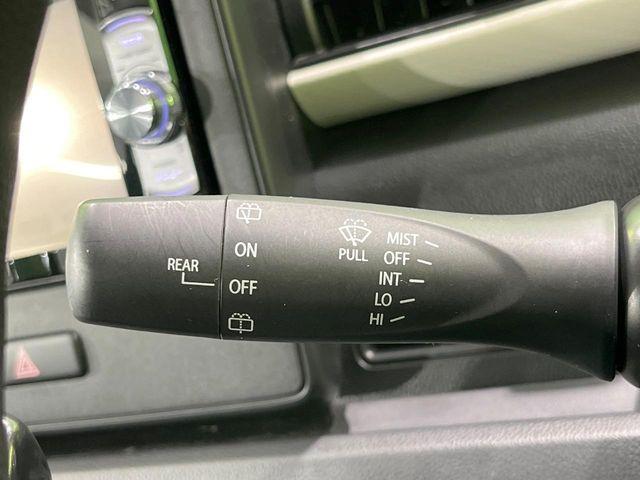 REAR
ON
OFF
PULL
MIST
OFF
INT
LO
HI